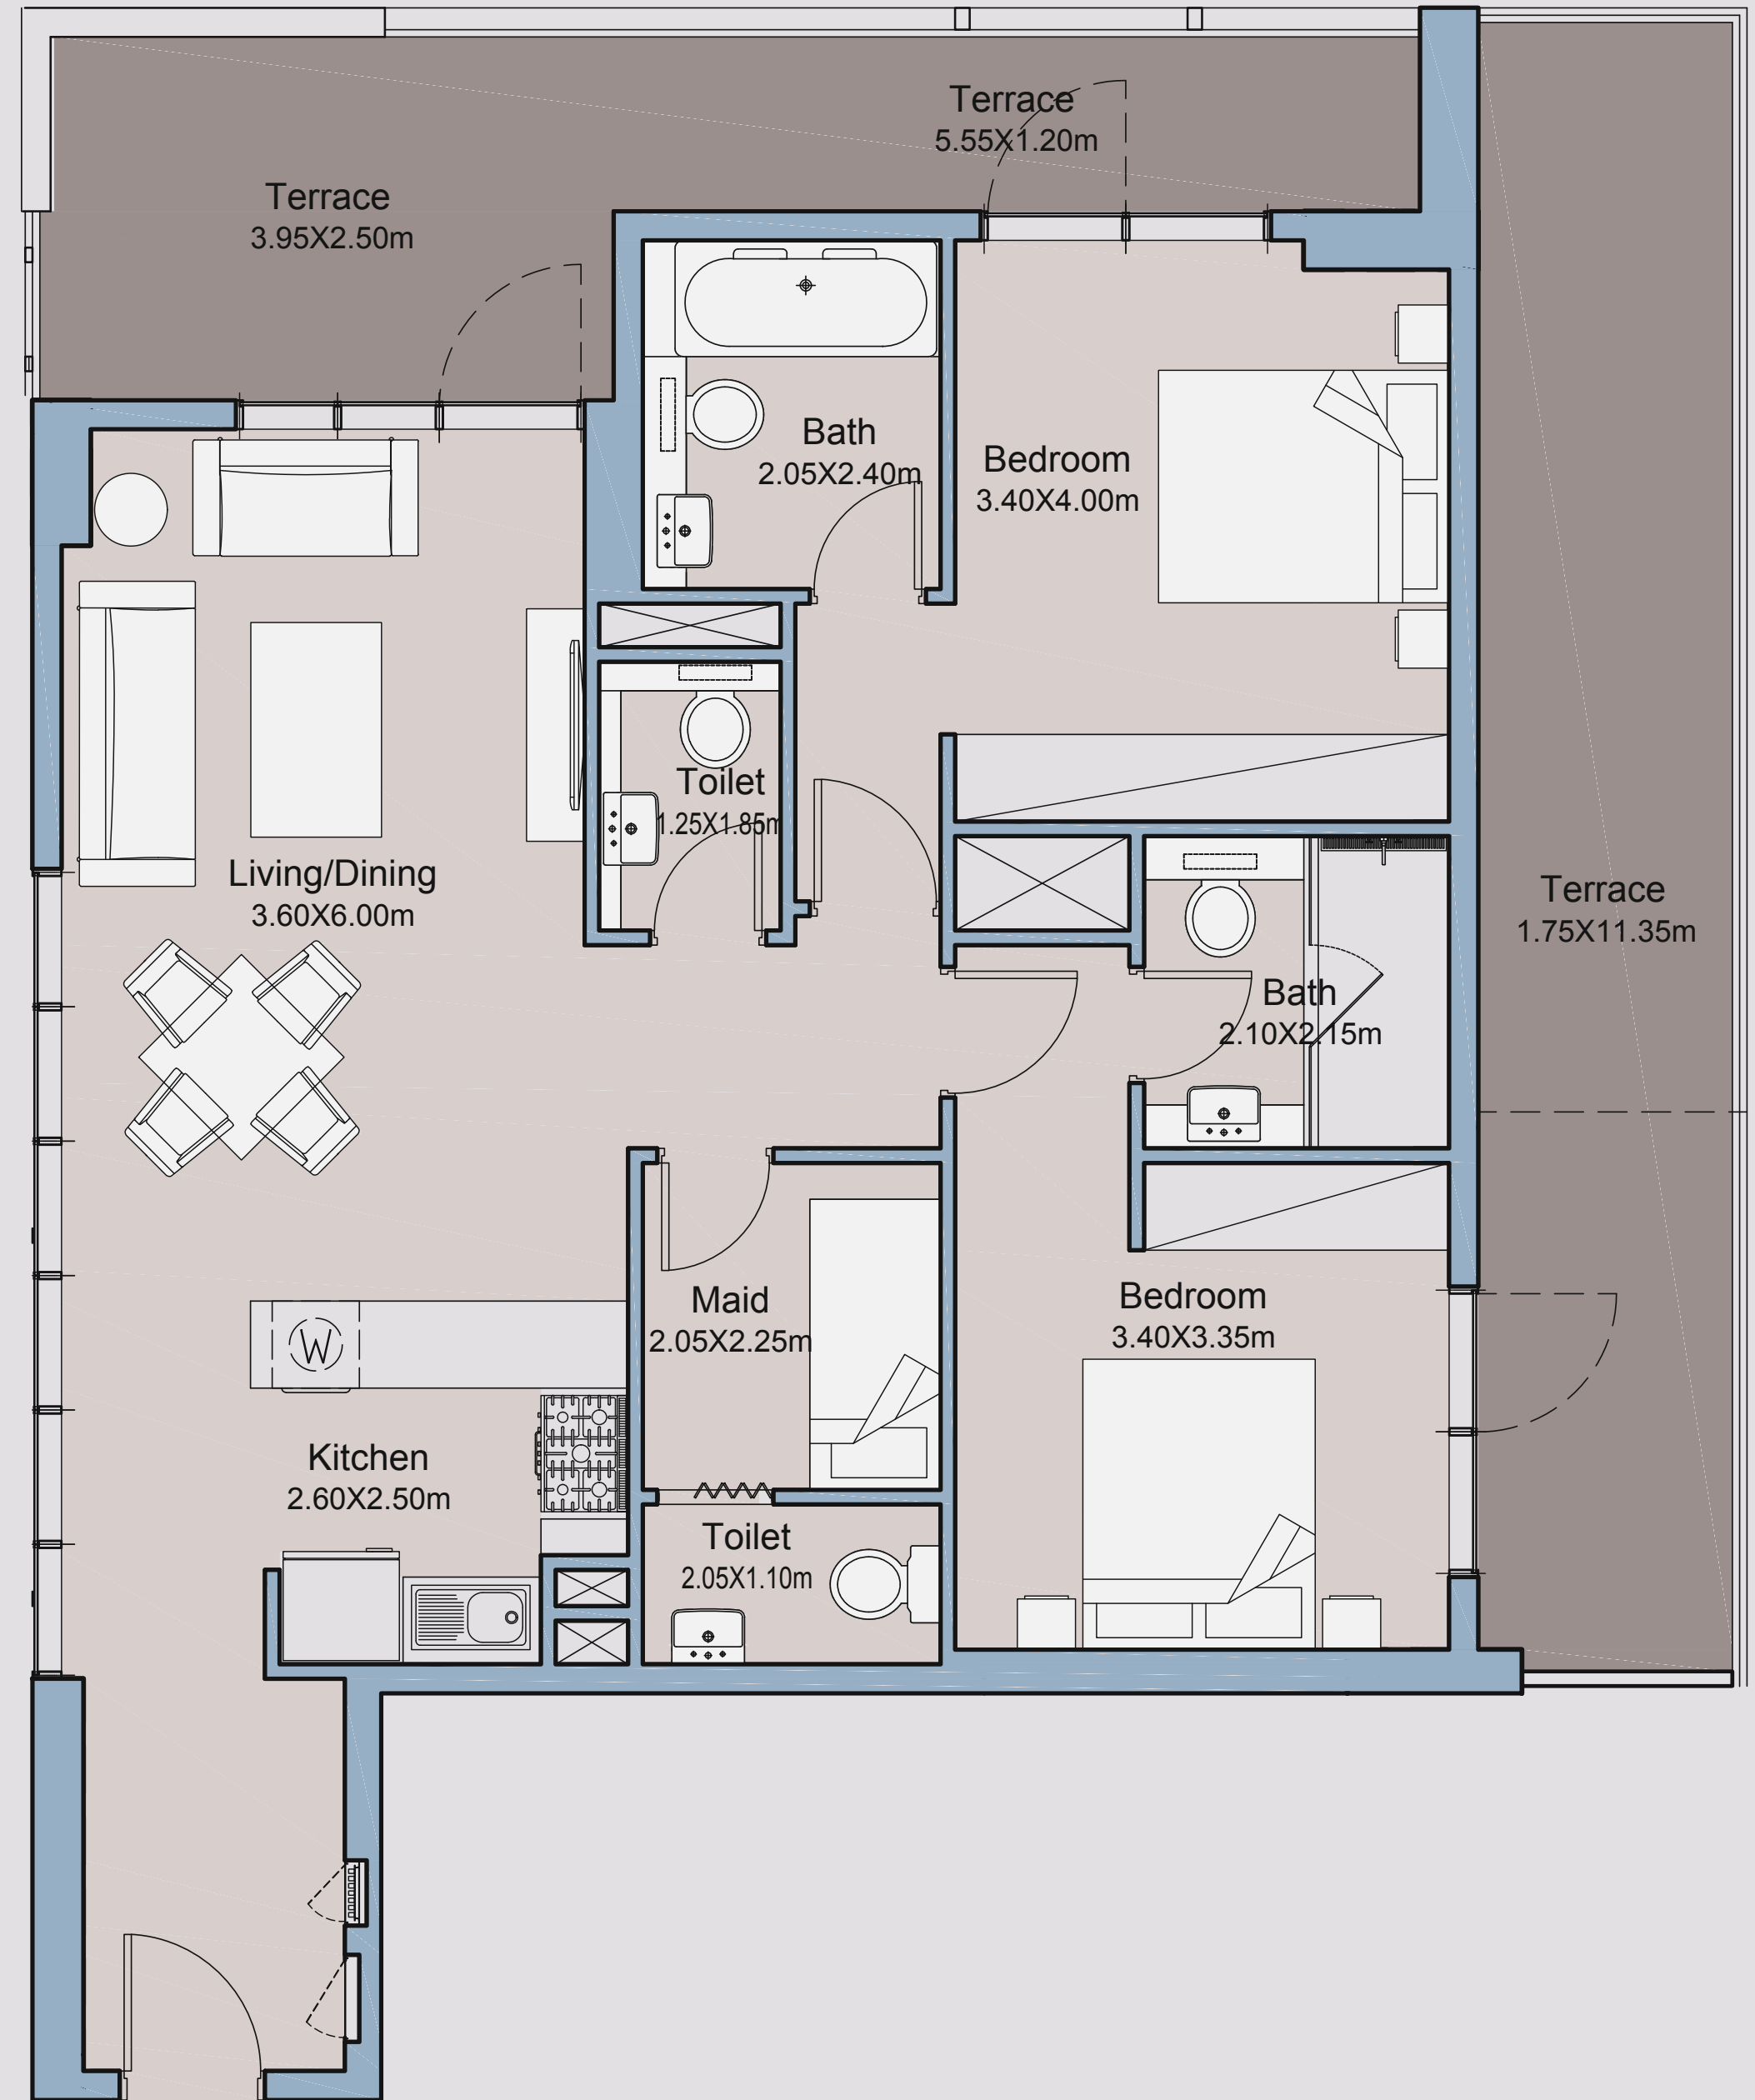 Terrace
5.55X1.20m
Terrace
3.95X2.50m
Bath
2.05X2.40m
Bedroom
3.40X4.00m
Toilet
1.25X1.85m
Living/Dining
3.60X6.00m
Terrace
1.75X11.35m
Bath
2.10X2.15m
Maid
2.05X2.25m
Bedroom
3.40X3.35m
W
Kitchen
2.60X2.50m
Toilet
2.05X1.10m